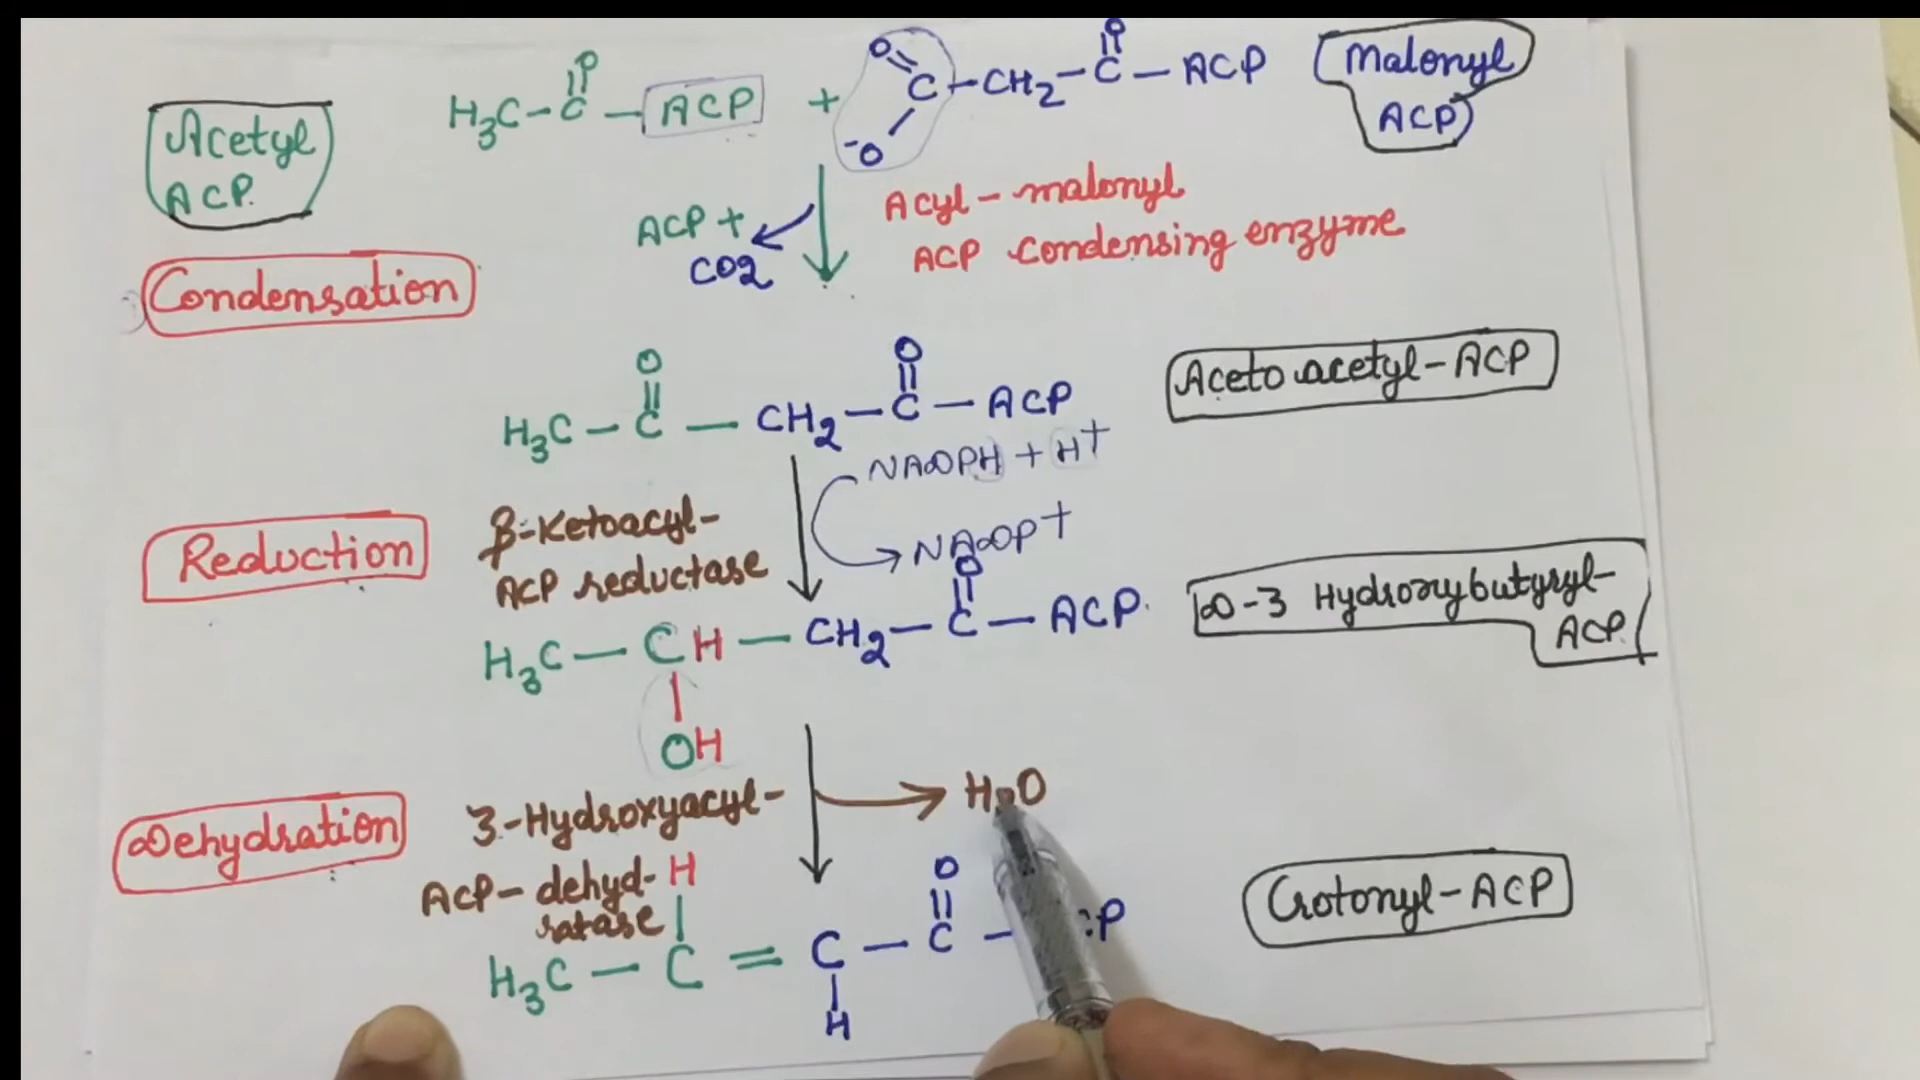 Acetyl
ACP
H3C-C-ACP
O
+
O
C-CH2-C-ACP
-O
O
Malonyl
ACP
ACP +
CO2
Acyl-malonyl
ACP condensing enzyme
Condensation
O
O
H3C-C-CH2-C-ACP
Aceto acetyl-ACP
NADPH + H+
NADP+
Reduction
β-Ketoacyl-
ACP reductase
O
H3C-CH-CH2-C-ACP
OH
D-3 Hydroxybutyryl-
ACP
Dehydration
3-Hydroxyacyl-
ACP-dehyd-
ratase
H2O
H
O
H3C-C=C-C-
P
H
Crotonyl-ACP